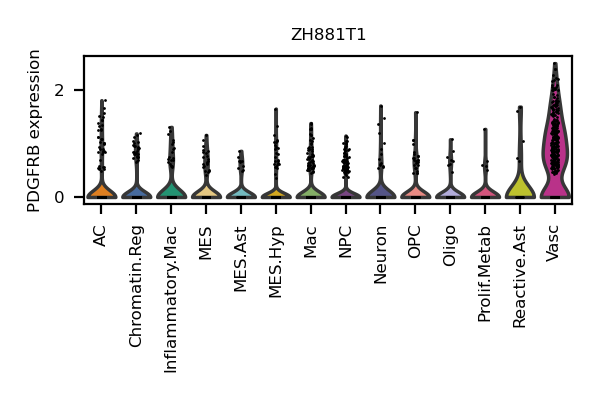 ZH881T1
PDGFRB expression
2
0
AC
Chromatin.Reg
Inflammatory.Mac
MES
MES.Ast
MES.Hyp
Mac
NPC
Neuron
OPC
Oligo
Prolif.Metab
Reactive.Ast
Vasc